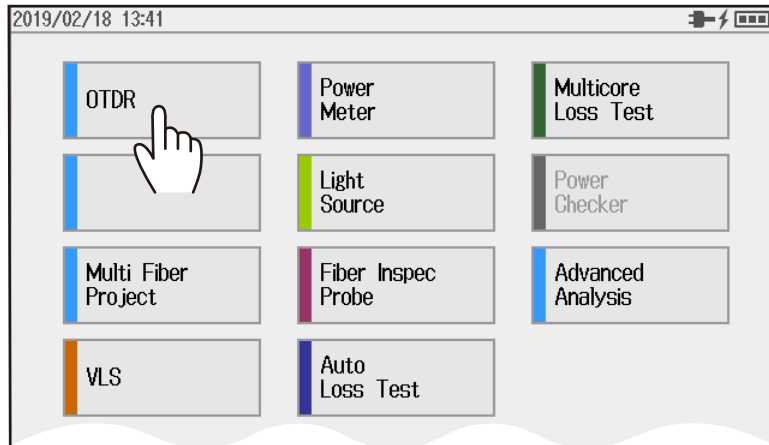 2019/02/18 13:41
OTDR
Power
Meter
Multicore
Loss Test
Light
Source
Power
Checker
Multi Fiber
Project
Fiber Inspec
Probe
Advanced
Analysis
VLS
Auto
Loss Test